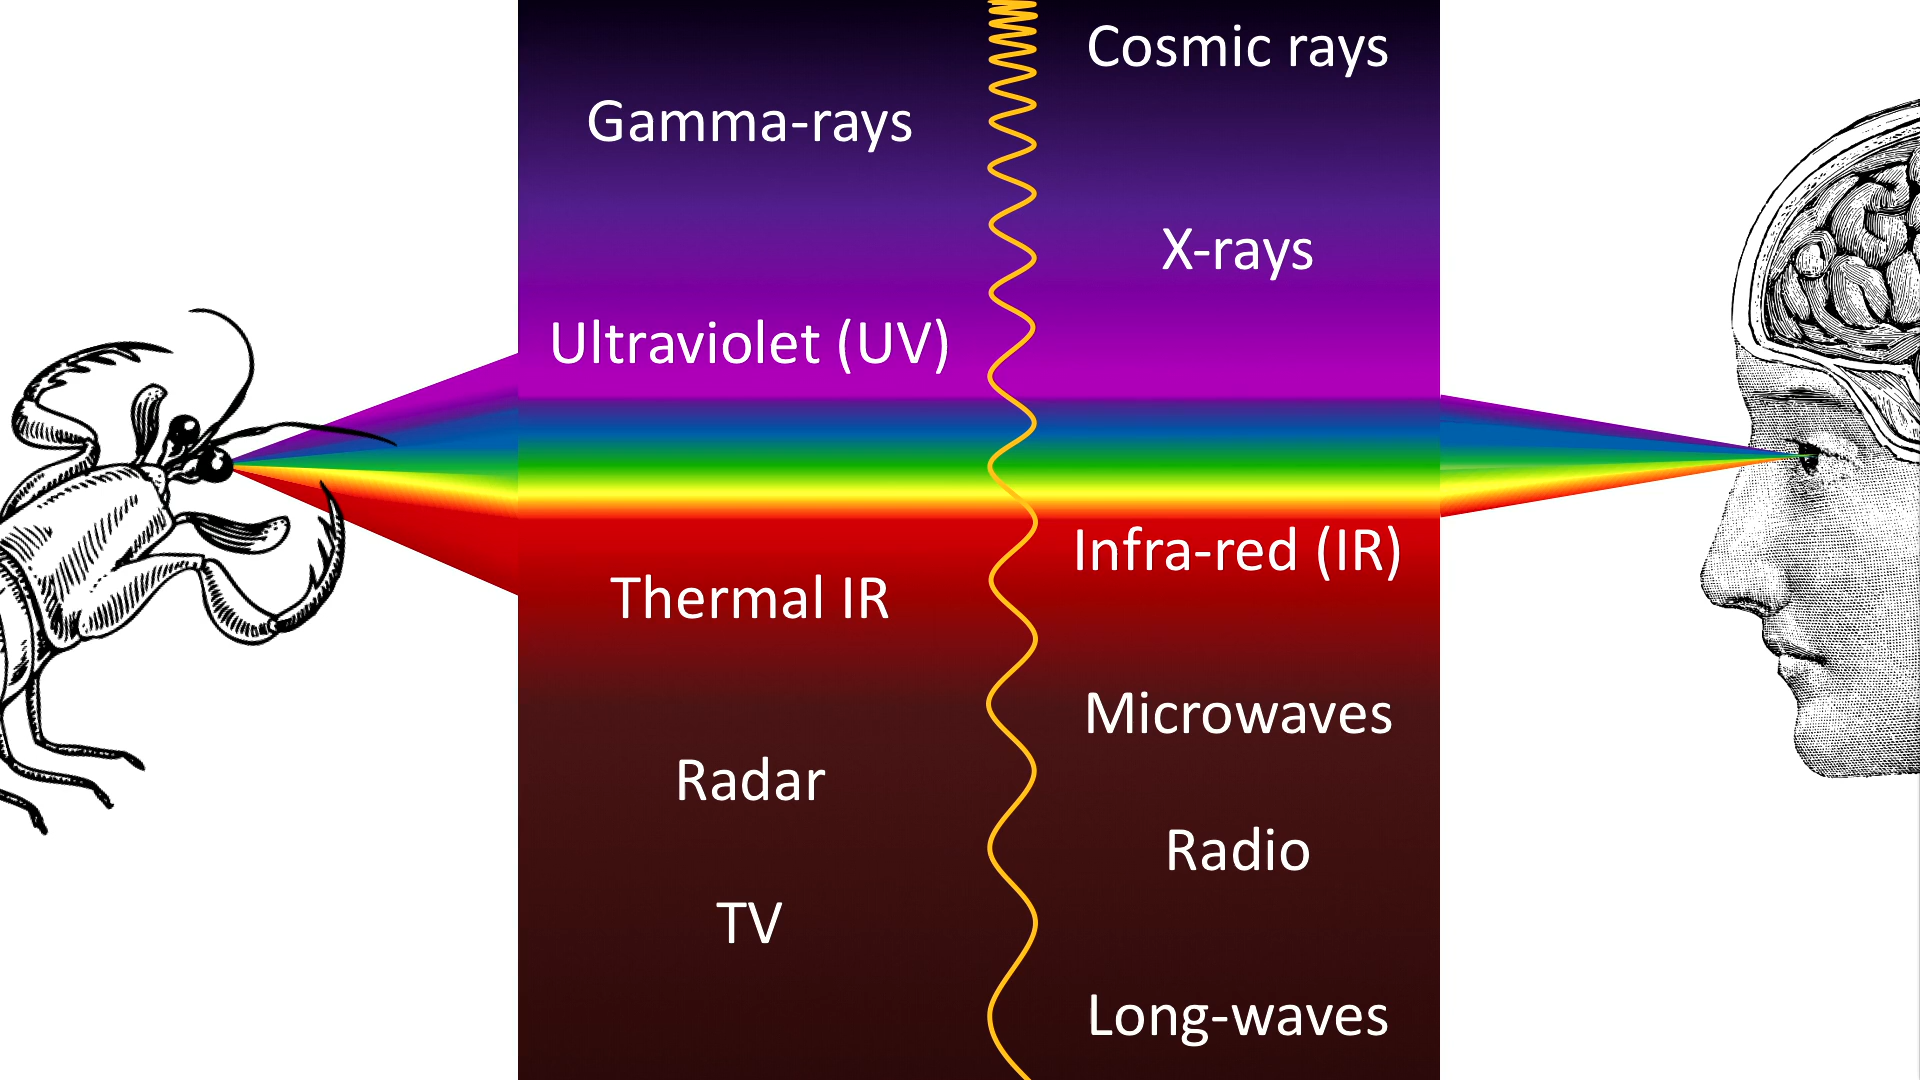 Cosmic rays
Gamma-rays
X-rays
Ultraviolet (UV)
Infra-red (IR)
Thermal IR
Microwaves
Radar
Radio
TV
Long-waves